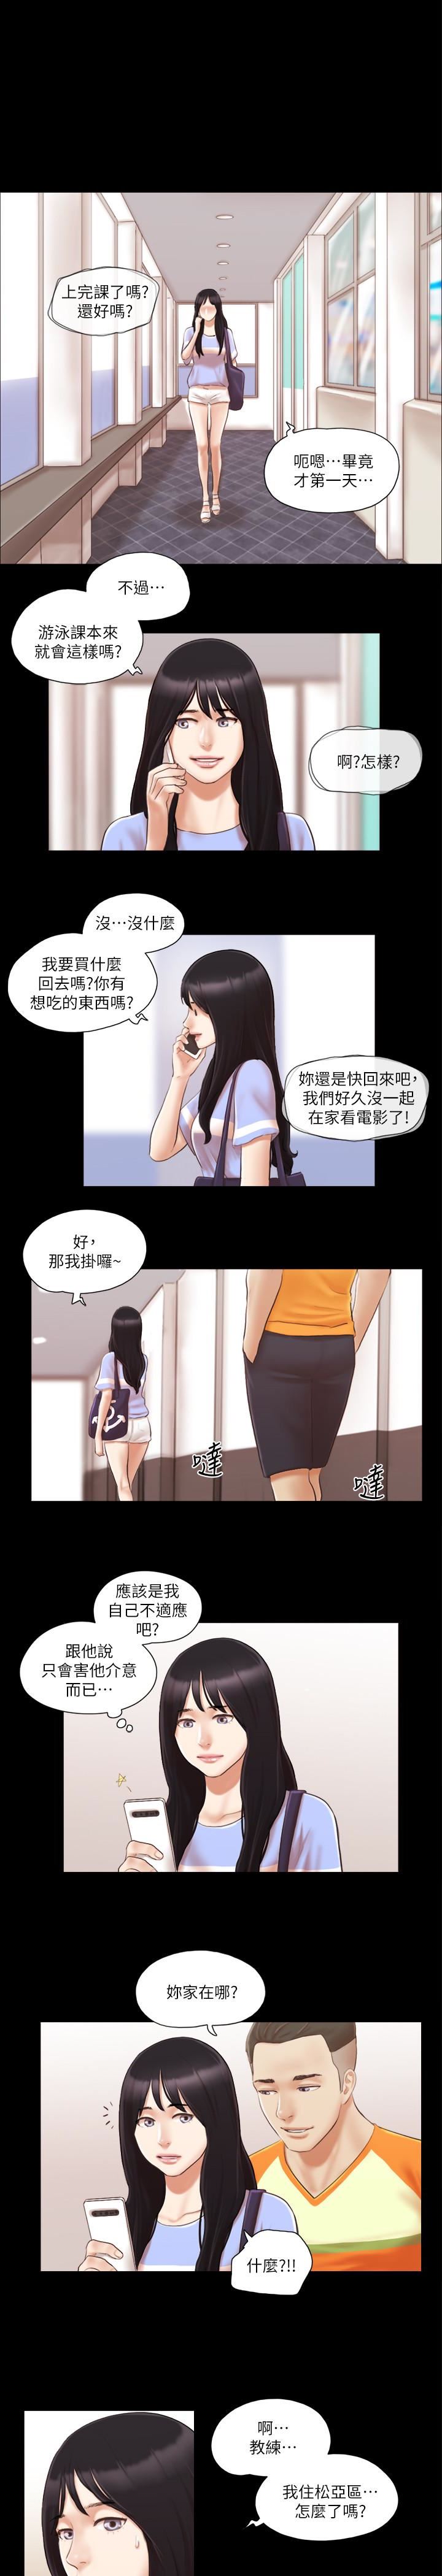 上完課了嗎?
還好嗎?
呃嗯…畢竟
才第一天…
不過…
游泳課本來
就會這樣嗎?
啊?怎樣?
沒…沒什麼
我要買什麼
回去嗎?你有
想吃的東西嗎?
妳還是快回來吧,
我們好久沒一起
在家看電影了!
好,
那我掛囉~
噠
噠
應該是我
自己不適應
吧?
跟他說
只會害他介意
而已…
妳家在哪?
什麼?!!
啊…
教練…
我住松亞區…
怎麼了嗎?